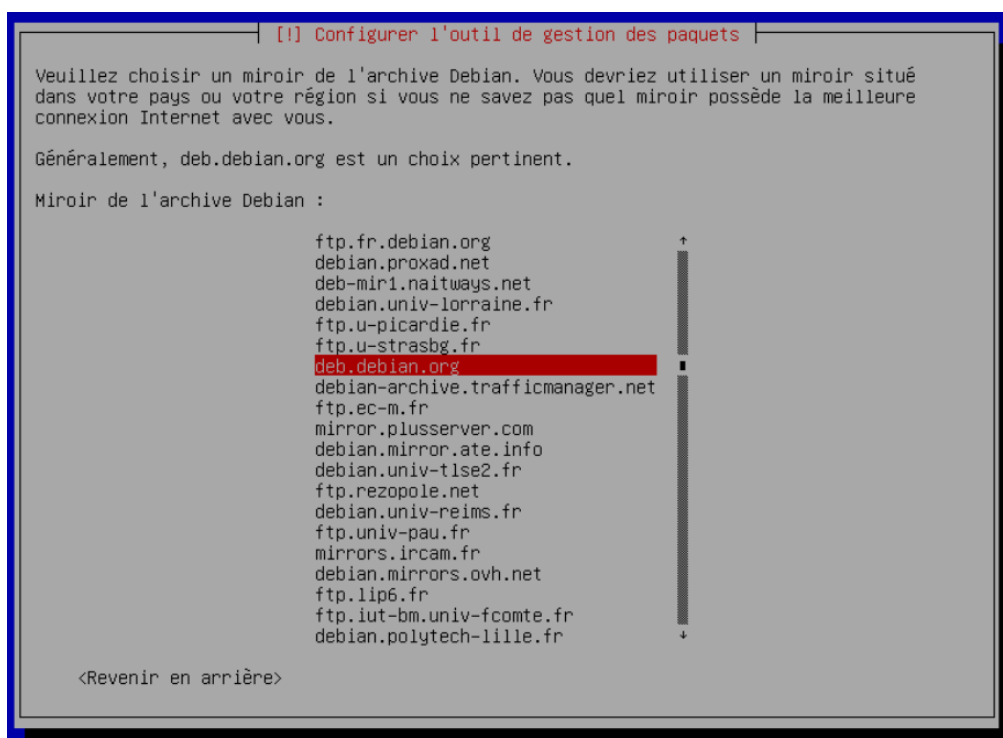 [!] Configurer l'outil de gestion des paquets
Veuillez choisir un miroir de l'archive Debian. Vous devriez utiliser un miroir situé
dans votre pays ou votre région si vous ne savez pas quel miroir possède la meilleure
connexion Internet avec vous.
Généralement, deb.debian.org est un choix pertinent.
Miroir de l'archive Debian :
ftp.fr.debian.org
debian.proxad.net
deb-mir1.naitways.net
debian.univ-lorraine.fr
ftp.u-picardie.fr
ftp.u-strasbg.fr
deb.debian.org
debian-archive.trafficmanager.net
ftp.ec-m.fr
mirror.plusserver.com
debian.mirror.ate.info
debian.univ-tlse2.fr
ftp.rezopole.net
debian.univ-reims.fr
ftp.univ-pau.fr
mirrors.ircam.fr
debian.mirrors.ovh.net
ftp.lip6.fr
ftp.iut-bm.univ-fcomte.fr
debian.polytech-lille.fr
<Revenir en arrière>